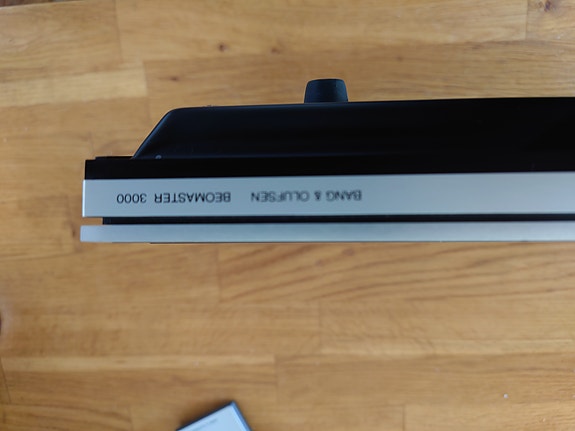 BANG & OLUFSEN BEOMASTER 3000